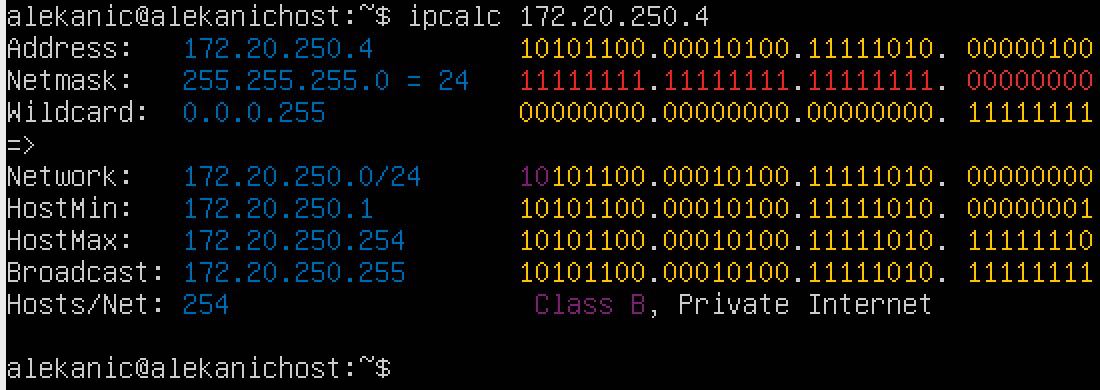 alekanic@alekanichost:~$ ipcalc 172.20.250.4
Address:   172.20.250.4         10101100.00010100.11111010. 00000100
Netmask:   255.255.255.0 = 24   11111111.11111111.11111111. 00000000
Wildcard:  0.0.0.255            00000000.00000000.00000000. 11111111
=>
Network:   172.20.250.0/24      10101100.00010100.11111010. 00000000
HostMin:   172.20.250.1         10101100.00010100.11111010. 00000001
HostMax:   172.20.250.254       10101100.00010100.11111010. 11111110
Broadcast: 172.20.250.255       10101100.00010100.11111010. 11111111
Hosts/Net: 254                   Class B, Private Internet
alekanic@alekanichost:~$